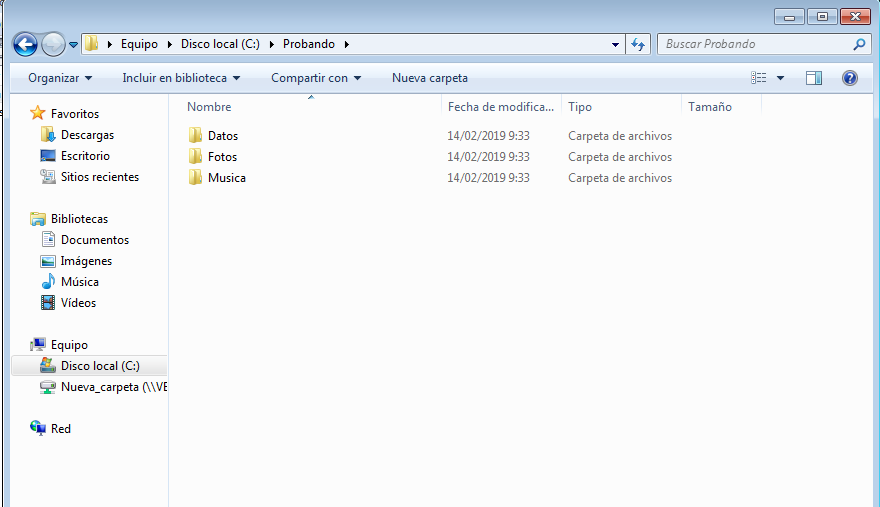 Equipo Disco local (C:) Probando
Buscar Probando
Organizar Incluir en biblioteca Compartir con Nueva carpeta
Favoritos
Descargas
Escritorio
Sitios recientes
Bibliotecas
Documentos
Imágenes
Música
Vídeos
Equipo
Disco local (C:)
Nueva_carpeta (\\VE
Red
Nombre Fecha de modifica... Tipo Tamaño
Datos 14/02/2019 9:33 Carpeta de archivos
Fotos 14/02/2019 9:33 Carpeta de archivos
Musica 14/02/2019 9:33 Carpeta de archivos